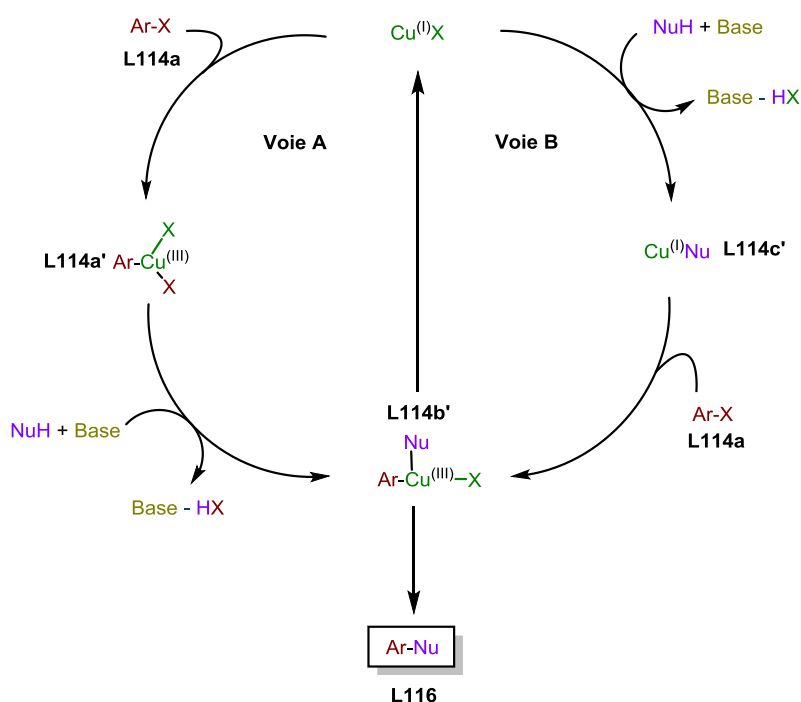 Ar-X
L114a
Cu(I)X
NuH + Base
Base - HX
Voie A
Voie B
X
L114a' Ar-Cu(III)
X
Cu(I)Nu L114c'
L114b'
Nu
Ar-Cu(III)-X
NuH + Base
Base - HX
Ar-X
L114a
Ar-Nu
L116